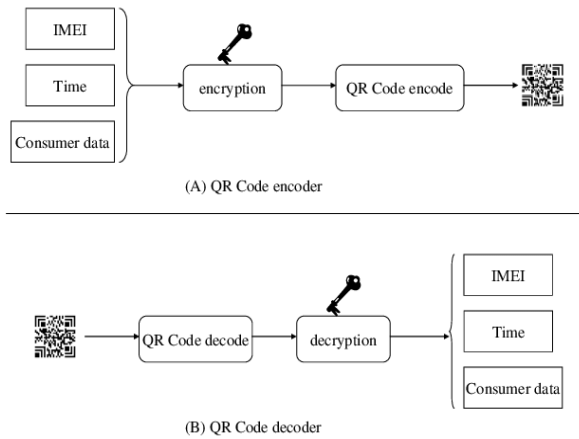 IMEI
Time
Consumer data
encryption
QR Code encode
(A) QR Code encoder
QR Code decode
decryption
IMEI
Time
Consumer data
(B) QR Code decoder